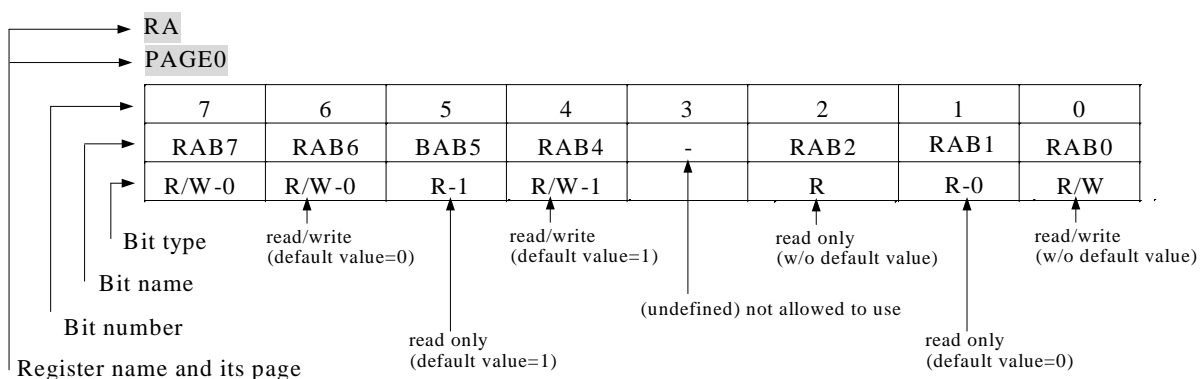 RA
PAGE0
7 6 5 4 3 2 1 0
RAB7 RAB6 BAB5 RAB4 - RAB2 RAB1 RAB0
R/W-0 R/W-0 R-1 R/W-1 R R-0 R/W
Bit type
read/write
(default value=0)
read/write
(default value=1)
read only
(w/o default value)
read/write
(w/o default value)
Bit name
(undefined) not allowed to use
Bit number
read only
(default value=1)
read only
(default value=0)
Register name and its page